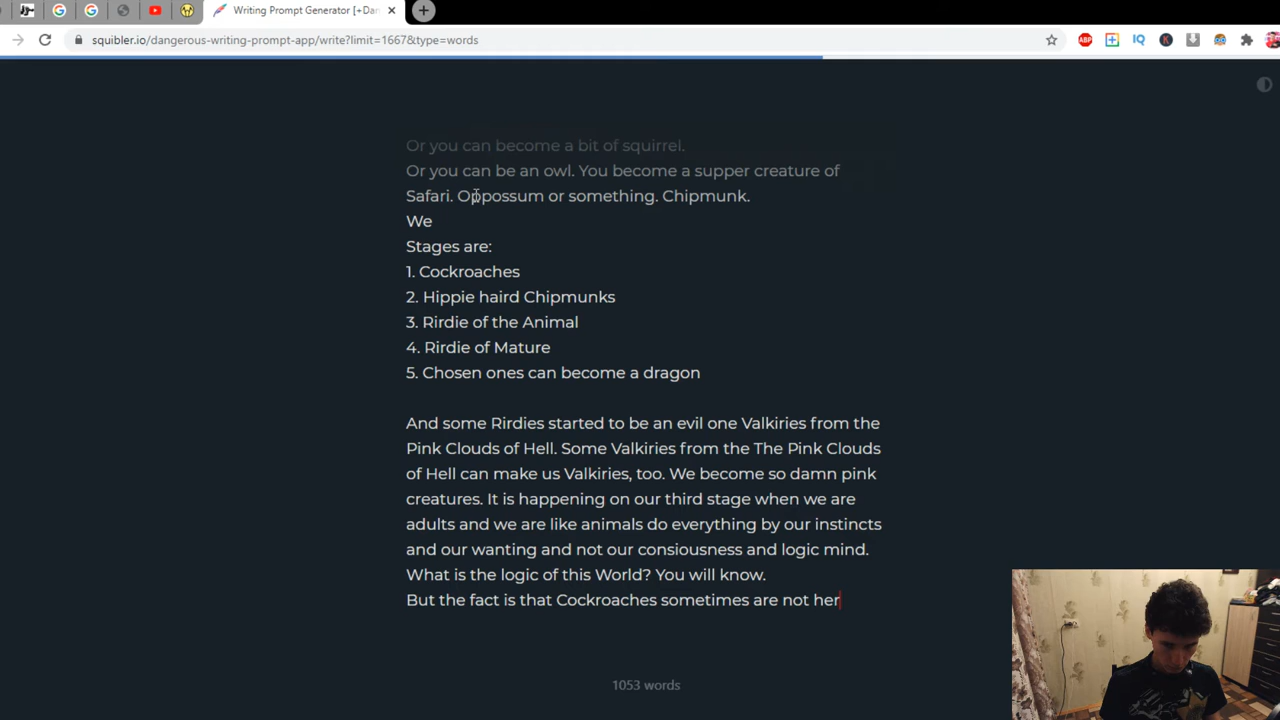 Writing Prompt Generator [+Dan
squibler.io/dangerous-writing-prompt-app/write?limit=1667&type=words
ABP
IQ
K
Or you can become a bit of squirrel.
Or you can be an owl. You become a supper creature of
Safari. Oppossum or something. Chipmunk.
We
Stages are:
1. Cockroaches
2. Hippie haird Chipmunks
3. Rirdie of the Animal
4. Rirdie of Mature
5. Chosen ones can become a dragon
And some Rirdies started to be an evil one Valkiries from the
Pink Clouds of Hell. Some Valkiries from the The Pink Clouds
of Hell can make us Valkiries, too. We become so damn pink
creatures. It is happening on our third stage when we are
adults and we are like animals do everything by our instincts
and our wanting and not our consiousness and logic mind.
What is the logic of this World? You will know.
But the fact is that Cockroaches sometimes are not her
1053 words